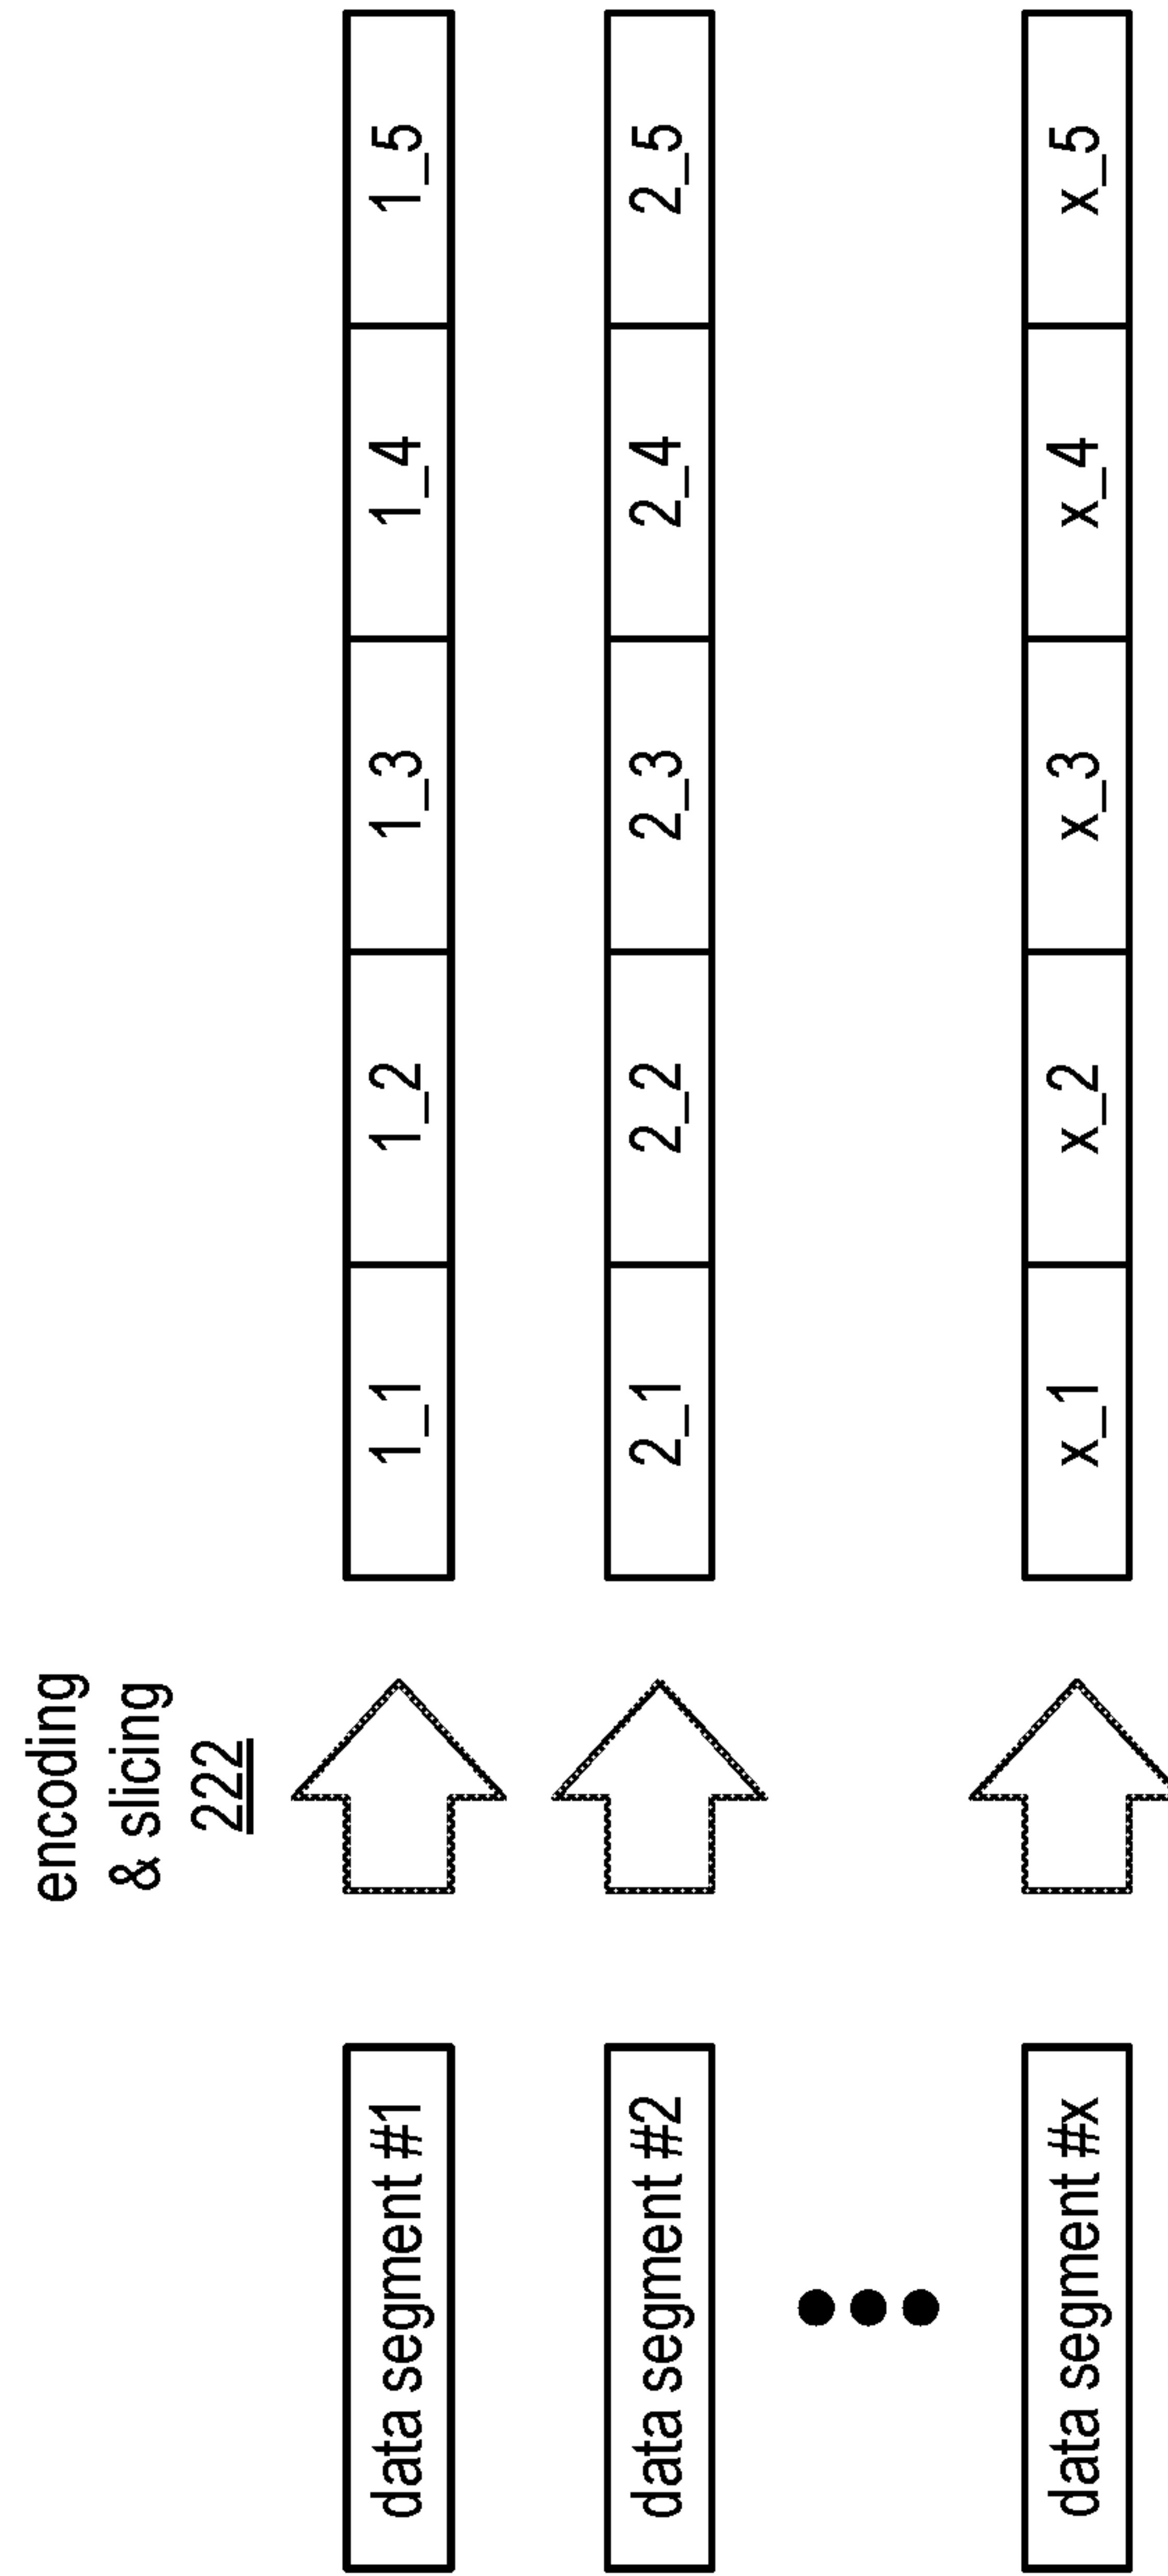 encoding
& slicing
222
data segment #1
1_1
1_2
1_3
1_4
1_5
data segment #2
2_1
2_2
2_3
2_4
2_5
data segment #x
x_1
x_2
x_3
x_4
x_5